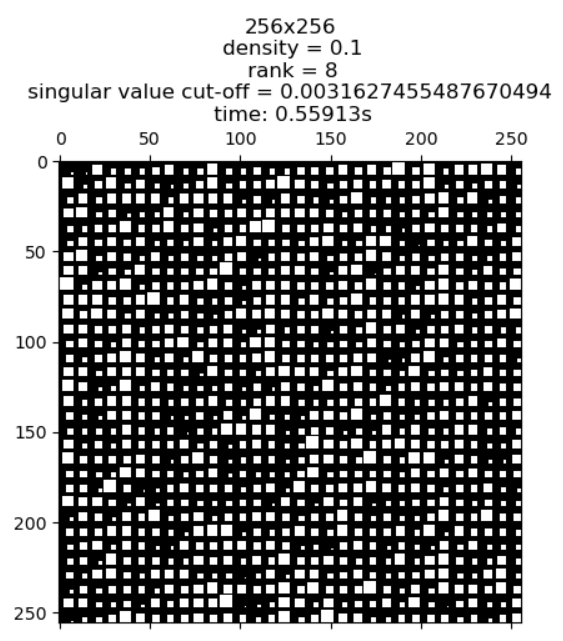 256x256
density = 0.1
rank = 8
singular value cut-off = 0.0031627455487670494
time: 0.55913s
0 50 100 150 200 250
0
50
100
150
200
250